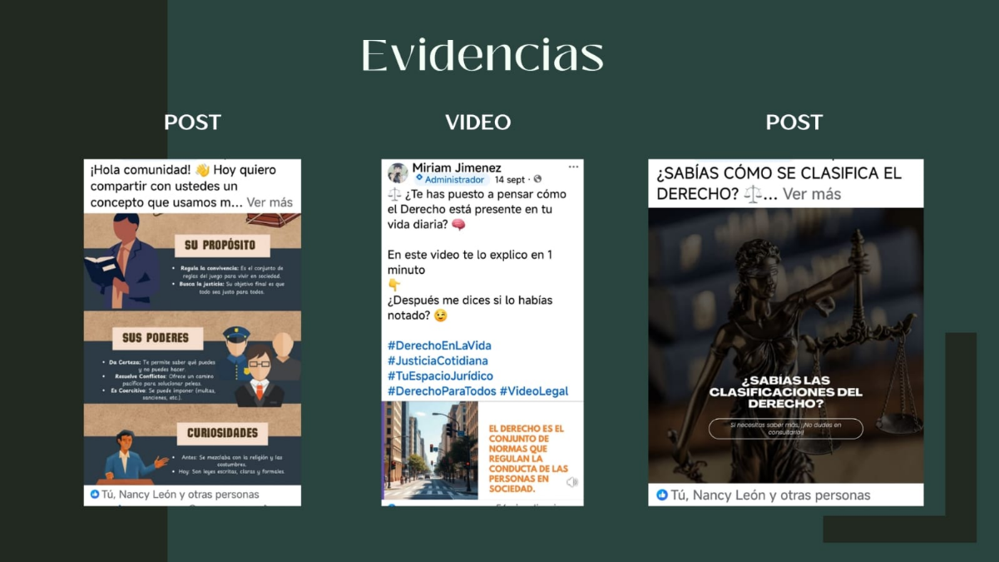 Evidencias
POST
¡Hola comunidad! 👋 Hoy quiero
compartir con ustedes un
concepto que usamos m... Ver más
SU PROPÓSITO
• Regula la convivencia: Es el conjunto de
reglas del juego para vivir en sociedad.
• Busca la justicia: Su objetivo final es que
todo sea justo para todos.
SUS PODERES
• Da Certeza: Te permite saber qué puedes
y no puedes hacer.
• Resuelve Conflictos: Ofrece un camino
pacífico para solucionar peleas.
• Es Coercitivo: Se puede imponer (multas,
sanciones, etc.).
CURIOSIDADES
• Antes: Se mezclaba con la religión y las
costumbres.
• Hoy: Son leyes escritas, claras y formales.
Tú, Nancy León y otras personas
VIDEO
Miriam Jimenez
Administrador 14 sept ·
⚖️ ¿Te has puesto a pensar cómo
el Derecho está presente en tu
vida diaria? 🧠
En este video te lo explico en 1
minuto
👇
¿Después me dices si lo habías
notado? 😉
#DerechoEnLaVida
#JusticiaCotidiana
#TuEspacioJurídico
#DerechoParaTodos #VideoLegal
EL DERECHO ES EL
CONJUNTO DE
NORMAS QUE
REGULAN LA
CONDUCTA DE LAS
PERSONAS EN
SOCIEDAD.
POST
¿SABÍAS CÓMO SE CLASIFICA EL
DERECHO? ⚖️... Ver más
¿SABÍAS LAS
CLASIFICACIONES DEL
DERECHO?
Si necesitas saber más, ¡¡No dudes en
consultarlo!!
Tú, Nancy León y otras personas